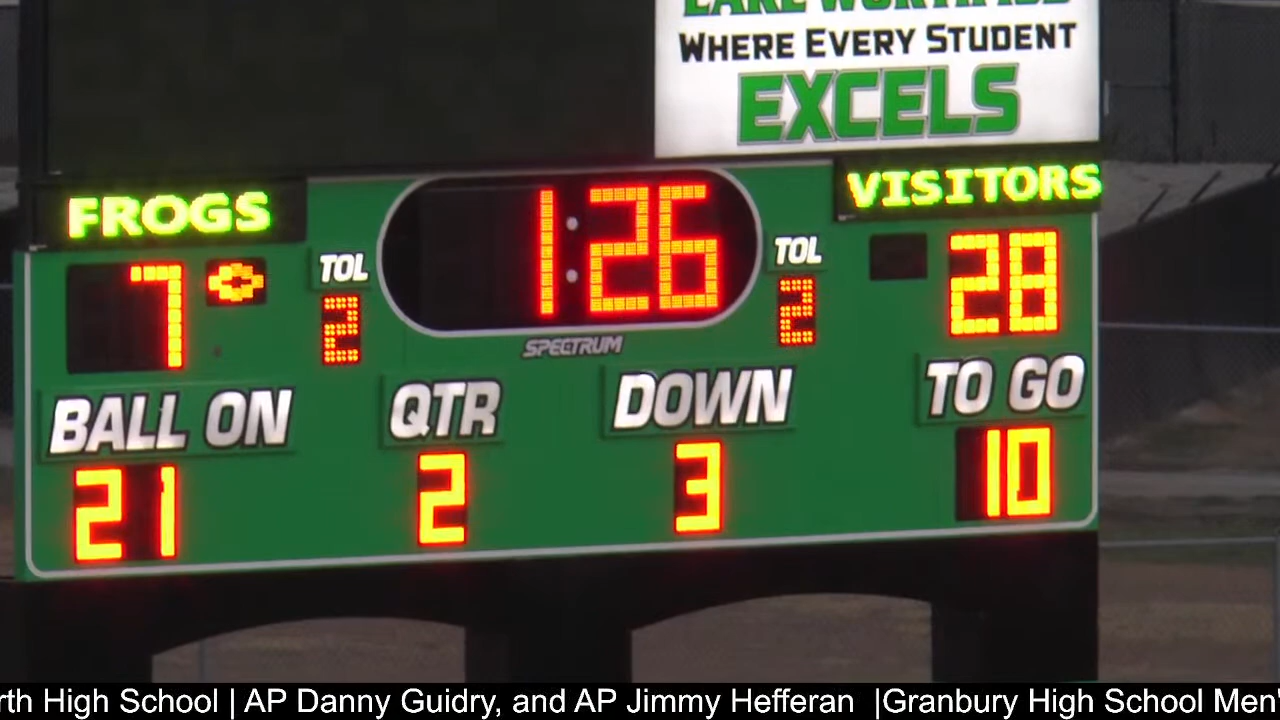 WHERE EVERY STUDENT
EXCELS
FROGS
1:26
VISITORS
7
TOL
2
TOL
2
28
SPECTRUM
BALL ON
QTR
DOWN
TO GO
21
2
3
10
rth High School | AP Danny Guidry, and AP Jimmy Hefferan |Granbury High School Men'